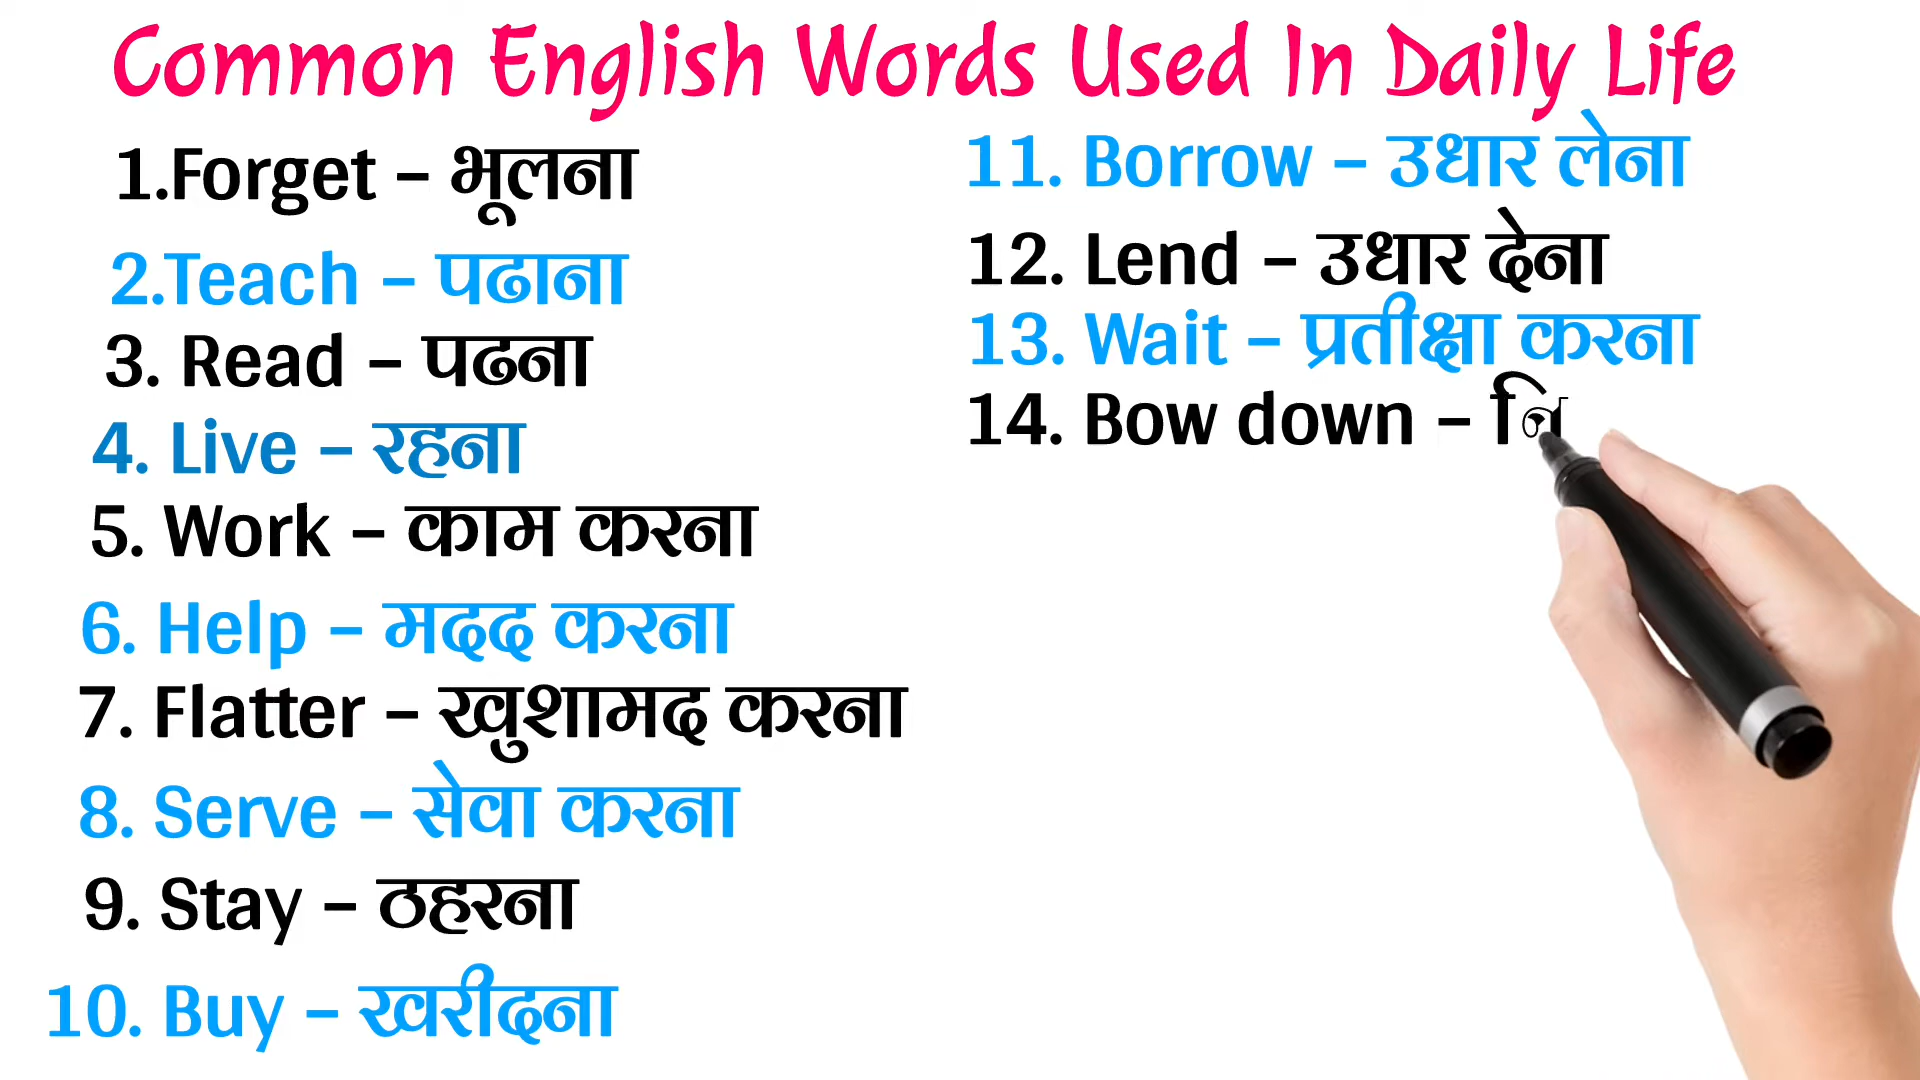 Common English Words Used In Daily Life
1.Forget – भूलना
2.Teach – पढाना
3. Read – पढना
4. Live – रहना
5. Work – काम करना
6. Help – मदद करना
7. Flatter – खुशामद करना
8. Serve – सेवा करना
9. Stay – ठहरना
10. Buy – खरीदना
11. Borrow – उधार लेना
12. Lend – उधार देना
13. Wait – प्रतीक्षा करना
14. Bow down –